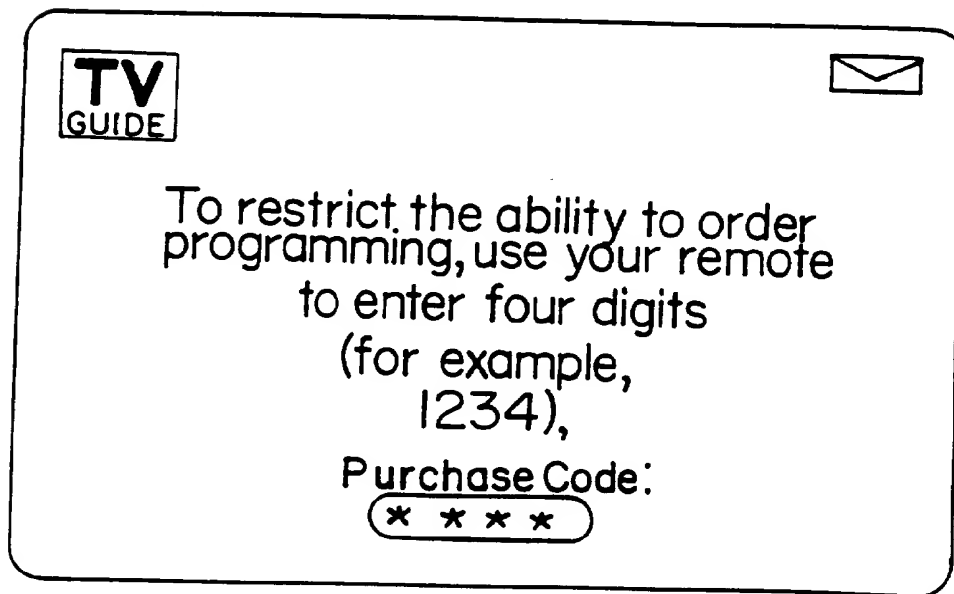 TV
GUIDE
To restrict the ability to order
programming, use your remote
to enter four digits
(for example,
1234),
Purchase Code:
* * * *